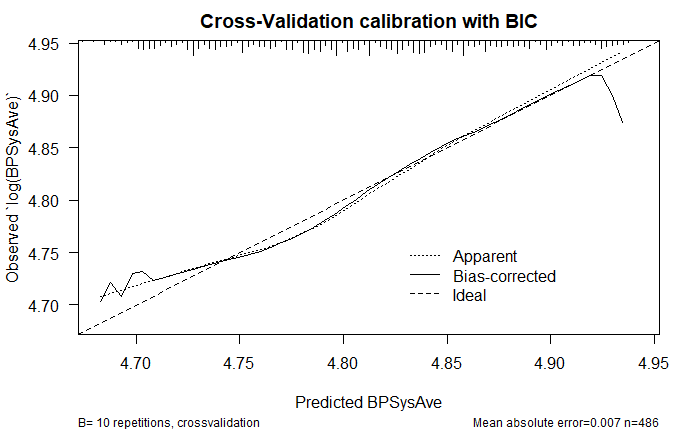 Cross-Validation calibration with BIC
Observed `log(BPSysAve)`
4.95
4.90
4.85
4.80
4.75
4.70
Apparent
Bias-corrected
Ideal
4.70 4.75 4.80 4.85 4.90 4.95
Predicted BPSysAve
B= 10 repetitions, crossvalidation
Mean absolute error=0.007 n=486